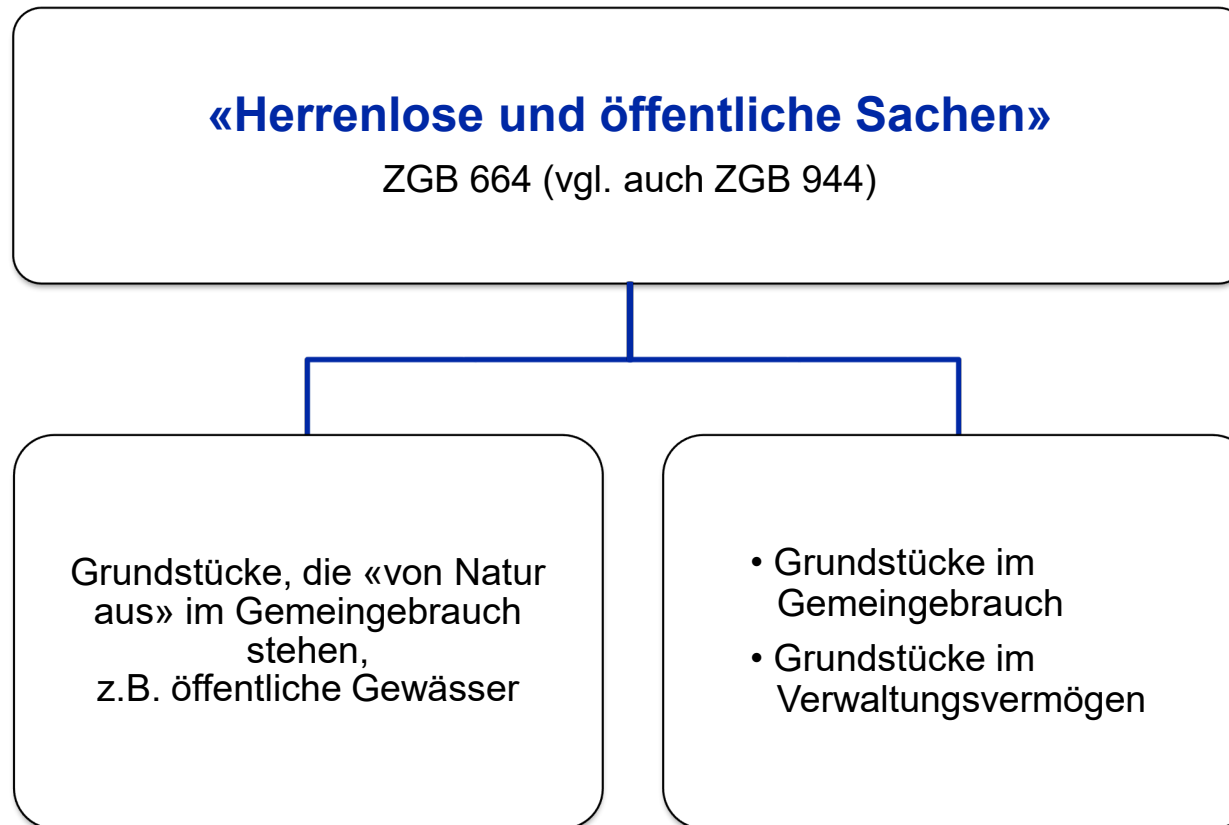 «Herrenlose und öffentliche Sachen»
ZGB 664 (vgl. auch ZGB 944)
Grundstücke, die «von Natur
aus» im Gemeingebrauch
stehen,
z.B. öffentliche Gewässer
• Grundstücke im
Gemeingebrauch
• Grundstücke im
Verwaltungsvermögen